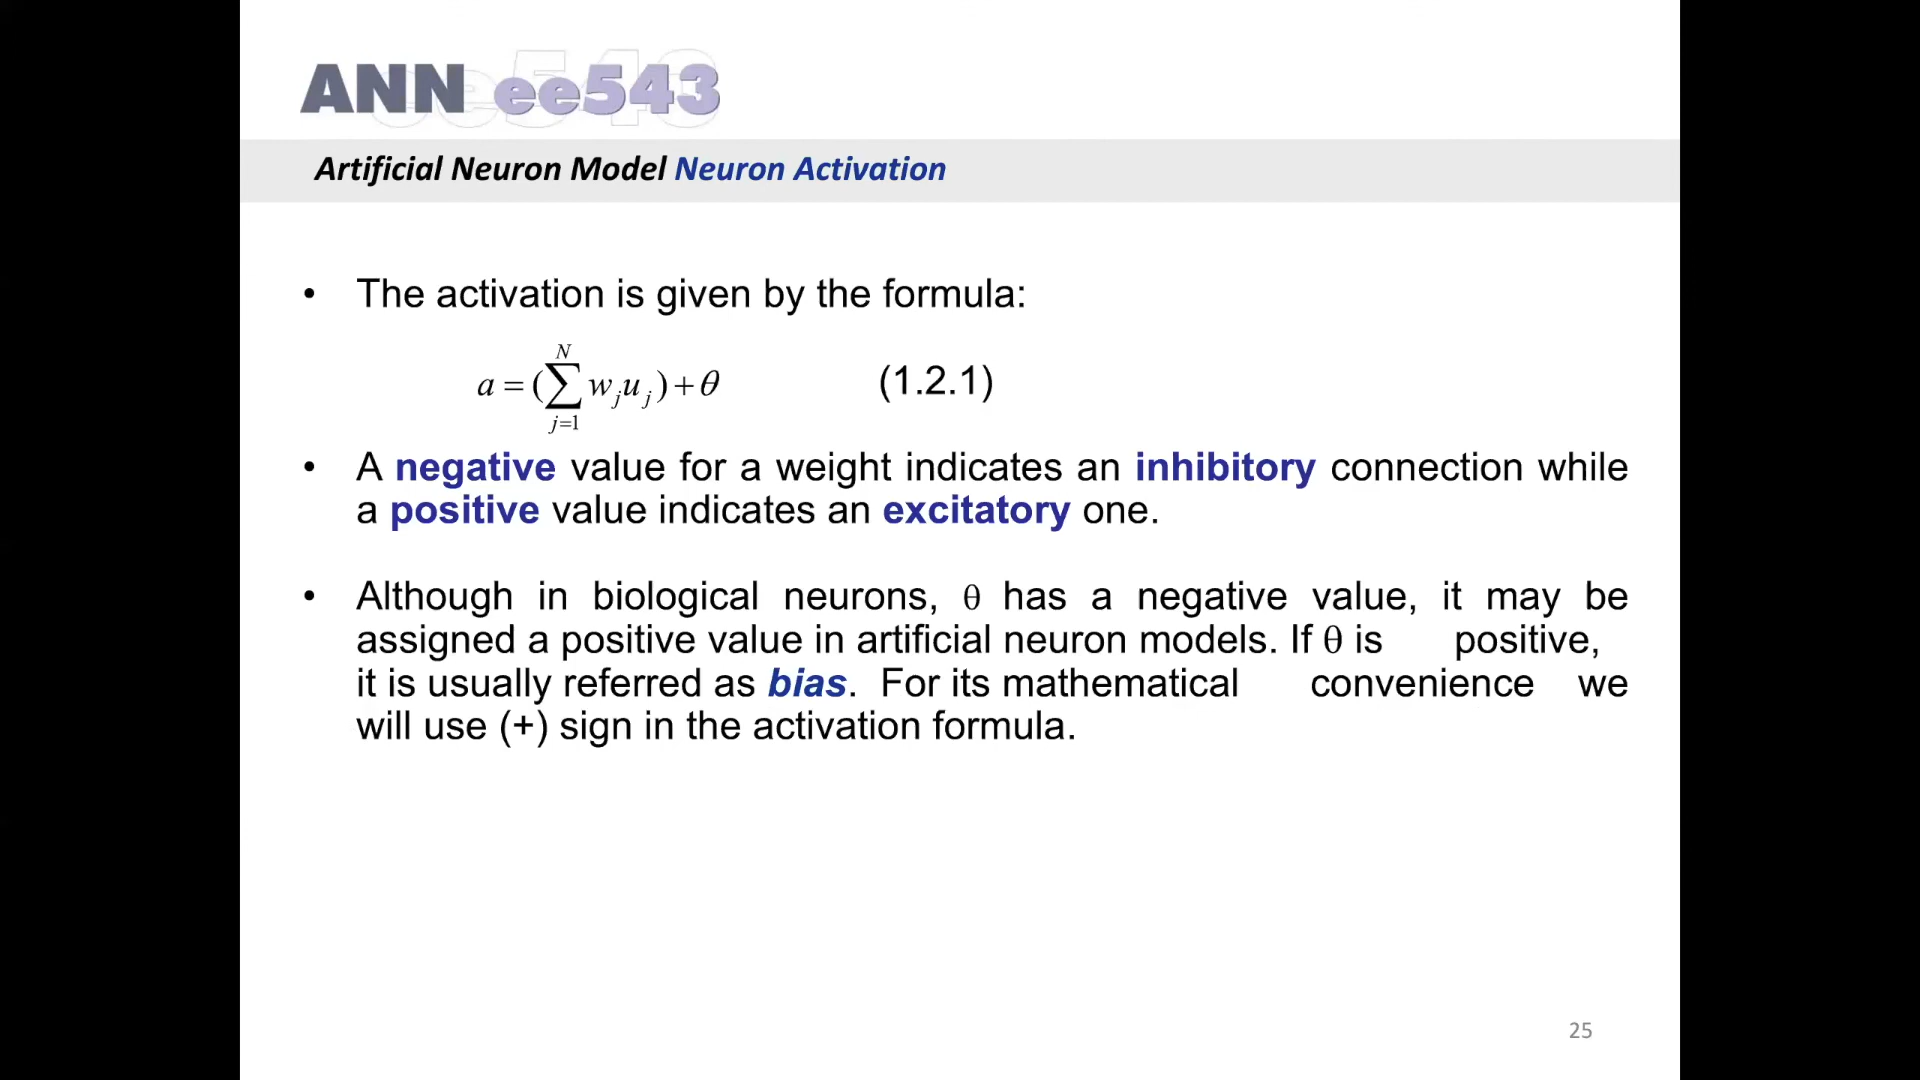 ANN ee543
Artificial Neuron Model Neuron Activation
• The activation is given by the formula:
a = (∑_{j=1}^{N} w_j u_j) + θ (1.2.1)
• A negative value for a weight indicates an inhibitory connection while
a positive value indicates an excitatory one.
• Although in biological neurons, θ has a negative value, it may be
assigned a positive value in artificial neuron models. If θ is positive,
it is usually referred as bias. For its mathematical convenience we
will use (+) sign in the activation formula.
25